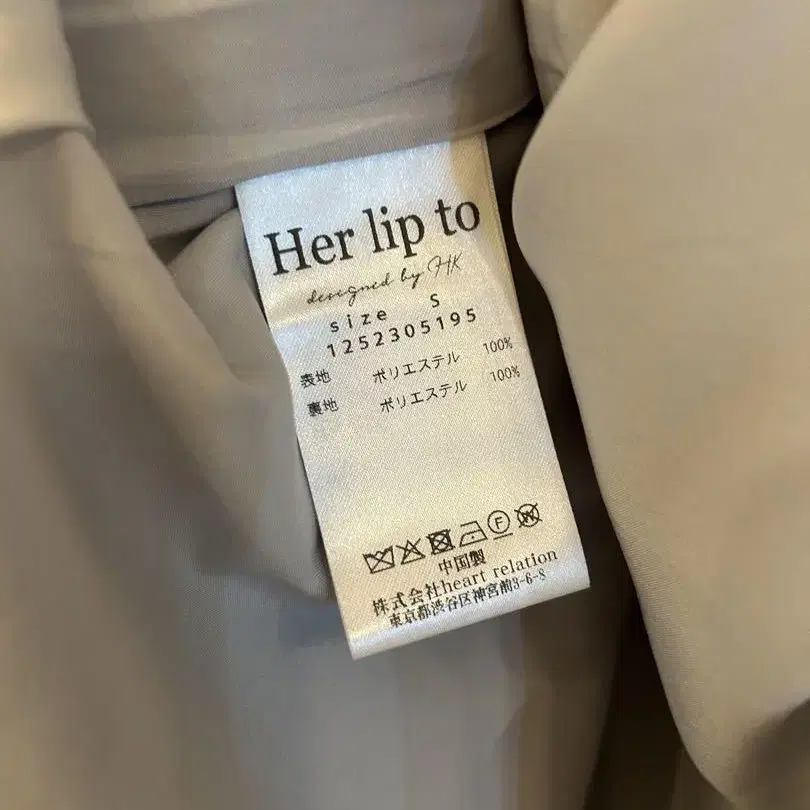 Her lip to
designed by HK
size S
1252305195
表地 ポリエステル 100%
裏地 ポリエステル 100%
中国製
株式会社heart relation
東京都渋谷区神宮前3-6-8